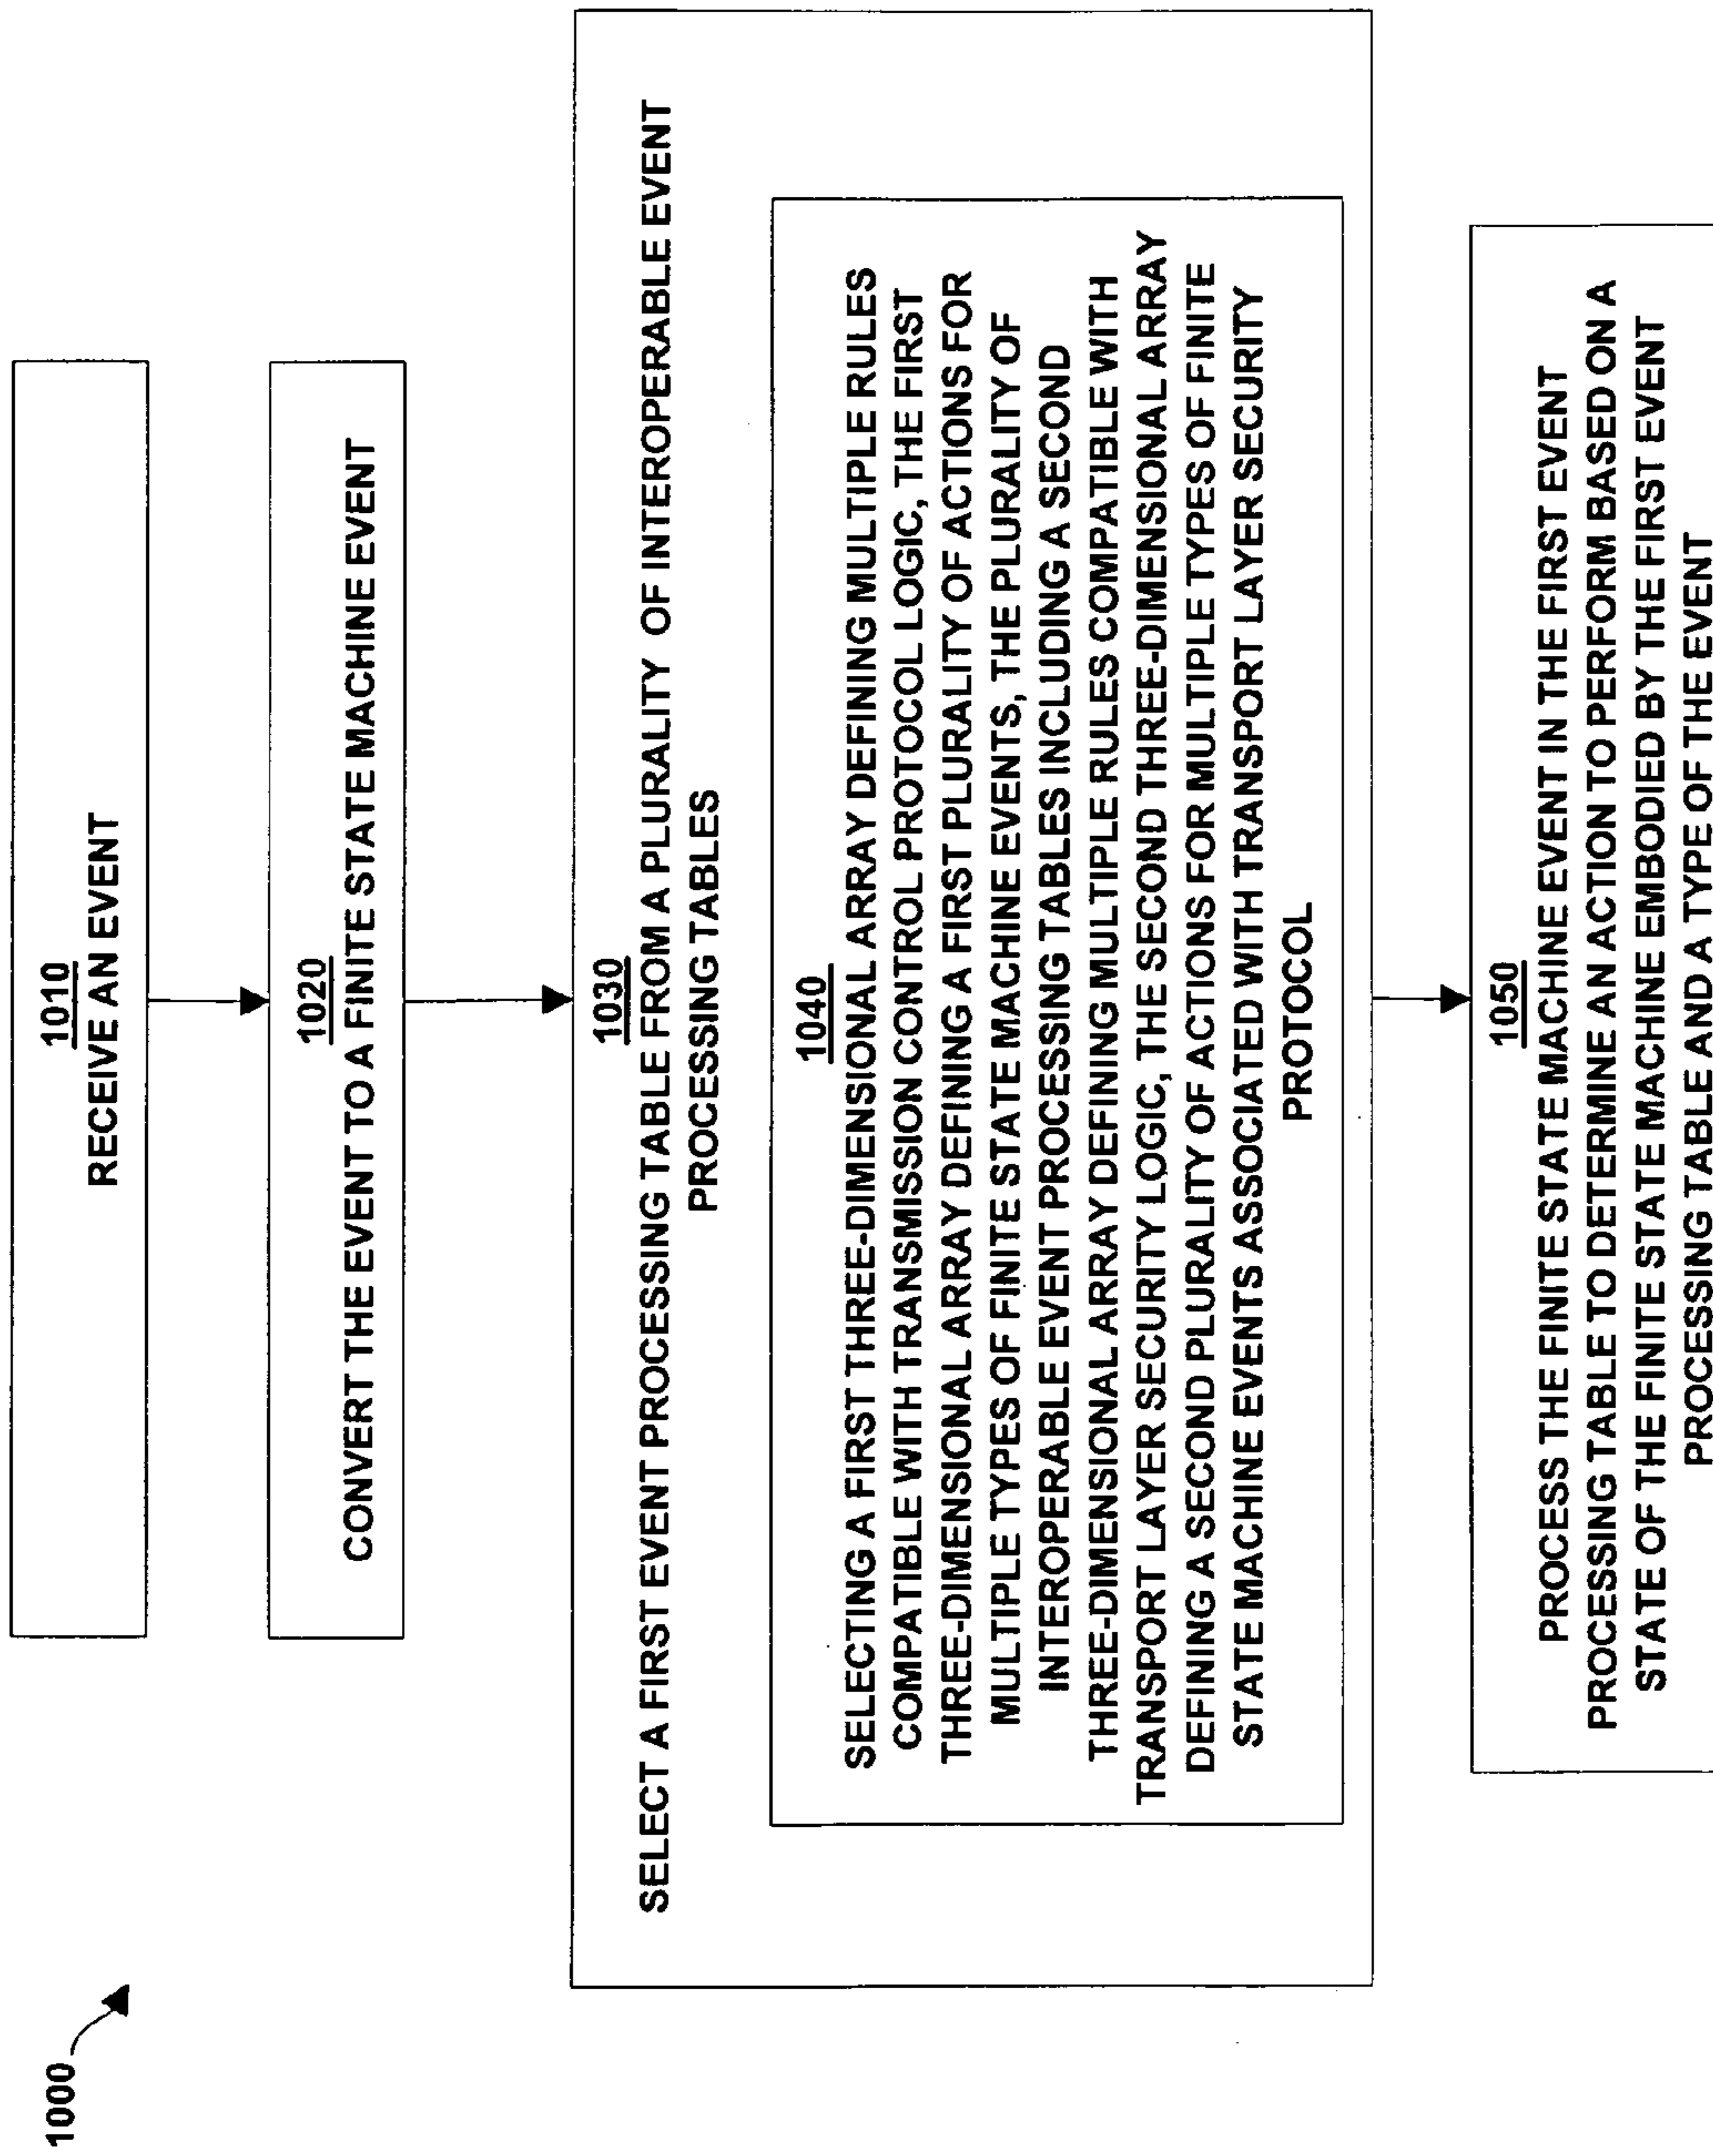 1000
1010
RECEIVE AN EVENT
1020
CONVERT THE EVENT TO A FINITE STATE MACHINE EVENT
1030
SELECT A FIRST EVENT PROCESSING TABLE FROM A PLURALITY OF INTEROPERABLE EVENT
PROCESSING TABLES
1040
SELECTING A FIRST THREE-DIMENSIONAL ARRAY DEFINING MULTIPLE RULES
COMPATIBLE WITH TRANSMISSION CONTROL PROTOCOL LOGIC, THE FIRST
THREE-DIMENSIONAL ARRAY DEFINING A FIRST PLURALITY OF ACTIONS FOR
MULTIPLE TYPES OF FINITE STATE MACHINE EVENTS, THE PLURALITY OF
INTEROPERABLE EVENT PROCESSING TABLES INCLUDING A SECOND
THREE-DIMENSIONAL ARRAY DEFINING MULTIPLE RULES COMPATIBLE WITH
TRANSPORT LAYER SECURITY LOGIC, THE SECOND THREE-DIMENSIONAL ARRAY
DEFINING A SECOND PLURALITY OF ACTIONS FOR MULTIPLE TYPES OF FINITE
STATE MACHINE EVENTS ASSOCIATED WITH TRANSPORT LAYER SECURITY
PROTOCOL
1050
PROCESS THE FINITE STATE MACHINE EVENT IN THE FIRST EVENT
PROCESSING TABLE TO DETERMINE AN ACTION TO PERFORM BASED ON A
STATE OF THE FINITE STATE MACHINE EMBODIED BY THE FIRST EVENT
PROCESSING TABLE AND A TYPE OF THE EVENT